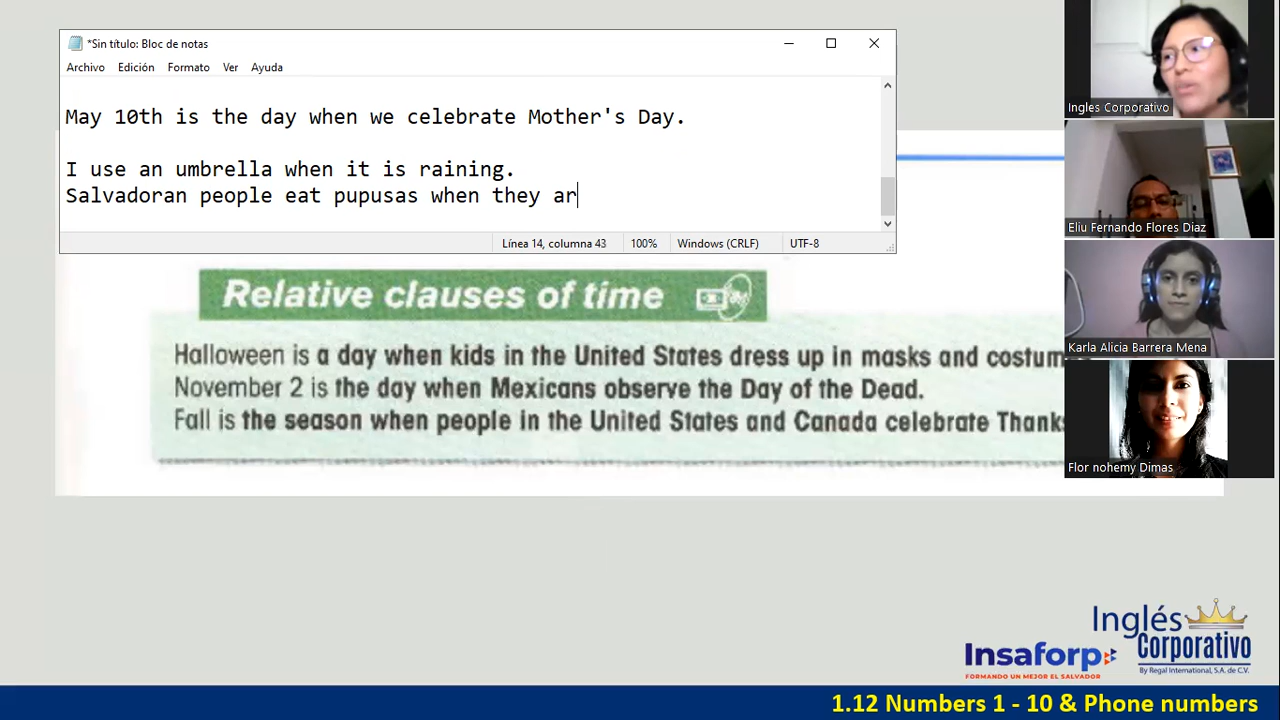 *Sin título: Bloc de notas
Archivo Edición Formato Ver Ayuda
May 10th is the day when we celebrate Mother's Day.
I use an umbrella when it is raining.
Salvadoran people eat pupusas when they ar
Línea 14, columna 43 100% Windows (CRLF) UTF-8
Relative clauses of time
Halloween is a day when kids in the United States dress up in masks and costum
November 2 is the day when Mexicans observe the Day of the Dead.
Fall is the season when people in the United States and Canada celebrate Thanks
Ingles Corporativo
Eliu Fernando Flores Diaz
Karla Alicia Barrera Mena
Flor nohemy Dimas
Inglés
Corporativo
By Regal International, S.A. de C.V.
Insaforp
FORMANDO UN MEJOR EL SALVADOR
1.12 Numbers 1 - 10 & Phone numbers